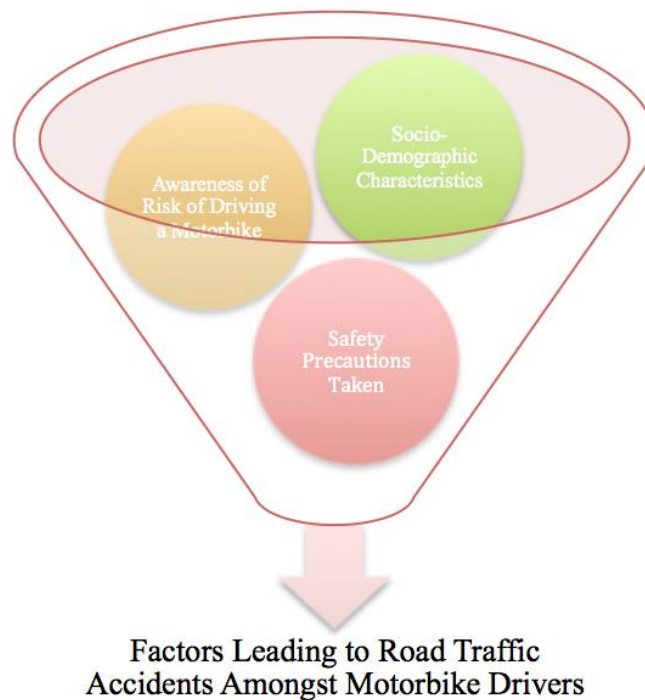 Socio-
Demographic
Characteristics
Awareness of
Risk of Driving
a Motorbike
Safety
Precautions
Taken
Factors Leading to Road Traffic
Accidents Amongst Motorbike Drivers